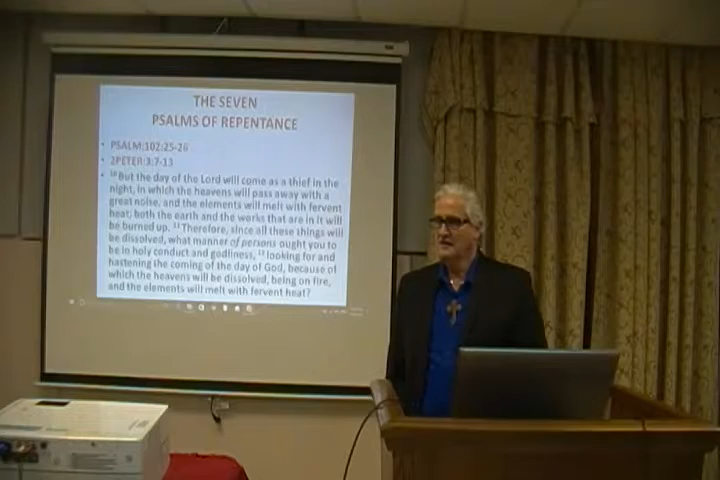 THE SEVEN
PSALMS OF REPENTANCE
• PSALM:102:25-26
• 2PETER:3:7-13
• ¹⁰ But the day of the Lord will come as a thief in the
night, in which the heavens will pass away with a
great noise, and the elements will melt with fervent
heat; both the earth and the works that are in it will
be burned up. ¹¹ Therefore, since all these things will
be dissolved, what manner of persons ought you to
be in holy conduct and godliness, ¹² looking for and
hastening the coming of the day of God, because of
which the heavens will be dissolved, being on fire,
and the elements will melt with fervent heat?